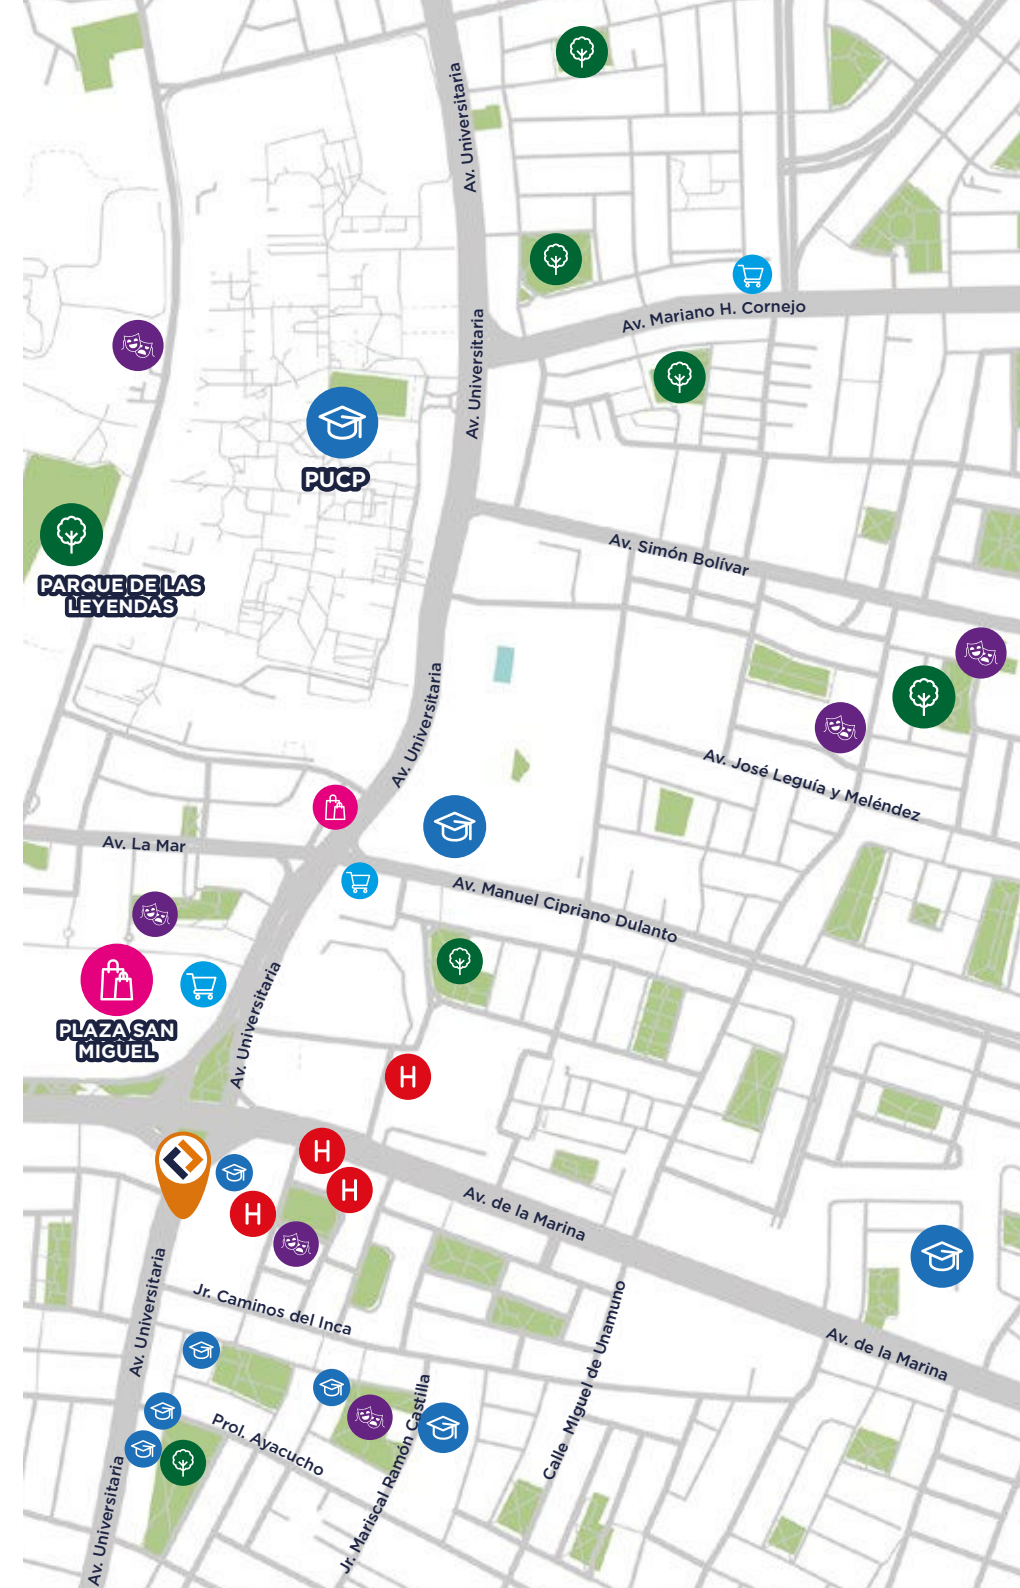 Av. Universitaria
Av. Mariano H. Cornejo
Av. Universitaria
PUCP
Av. Simón Bolívar
PARQUE DE LAS
LEYENDAS
Av. Universitaria
Av. José Leguía y Meléndez
Av. La Mar
Av. Manuel Cipriano Dulanto
PLAZA SAN
MIGUEL
Av. Universitaria
H
H
H
H
Av. de la Marina
Av. Universitaria
Jr. Caminos del Inca
Calle MIguel de Unamuno
Av. de la Marina
Prol. Ayacucho
Jr. Mariscal Ramón Castilla
Av. Universitaria